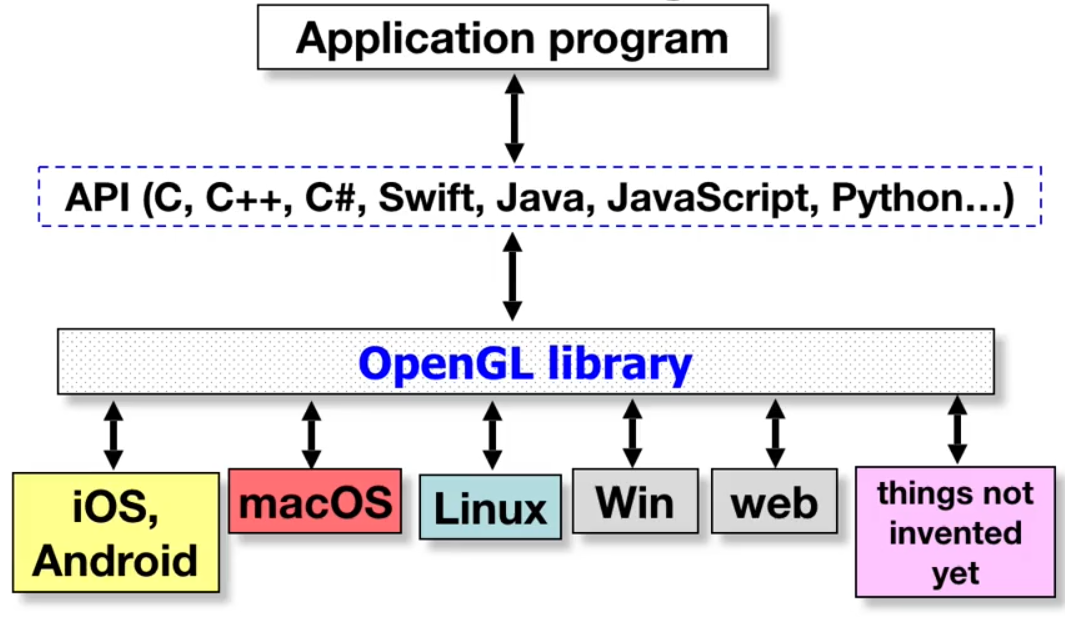 Application program
API (C, C++, C#, Swift, Java, JavaScript, Python…)
OpenGL library
iOS,
Android
macOS
Linux
Win
web
things not
invented
yet